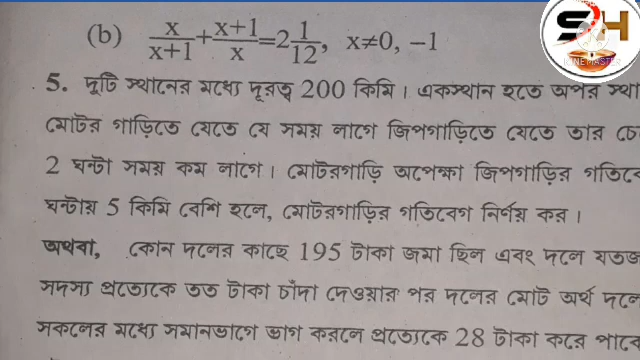 (b) x/(x+1) + (x+1)/x = 2 1/12, x≠0, −1
5. দুটি স্থানের মধ্যে দূরত্ব 200 কিমি। একস্থান হতে অপর স্থা
মোটর গাড়িতে যেতে যে সময় লাগে জিপগাড়িতে যেতে তার চে
2 ঘন্টা সময় কম লাগে। মোটরগাড়ি অপেক্ষা জিপগাড়ির গতিবে
ঘন্টায় 5 কিমি বেশি হলে, মোটরগাড়ির গতিবেগ নির্ণয় কর।
অথবা, কোন দলের কাছে 195 টাকা জমা ছিল এবং দলে যতজ
সদস্য প্রত্যেকে তত টাকা চাঁদা দেওয়ার পর দলের মোট অর্থ দলে
সকলের মধ্যে সমানভাগে ভাগ করলে প্রত্যেকে 28 টাকা করে পাবে
SH
KINEMASTER